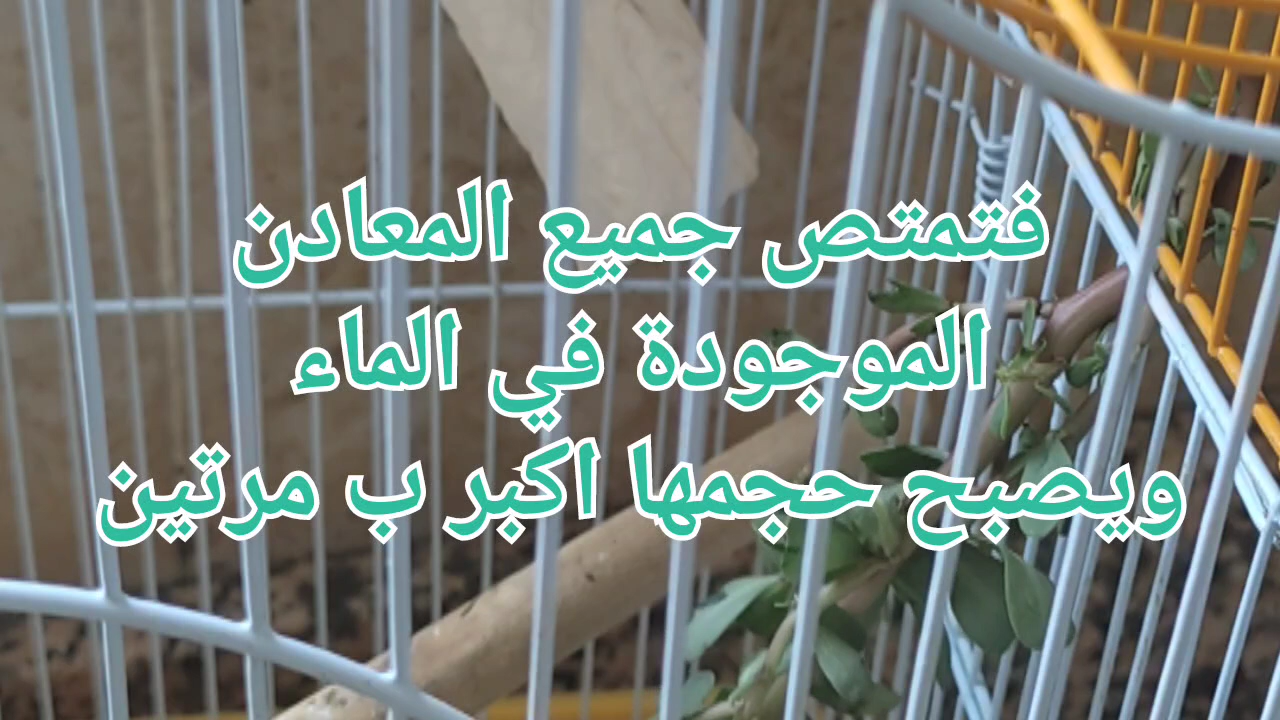 فتمتص جميع المعادن
الموجودة في الماء
ويصبح حجمها اكبر ب مرتين